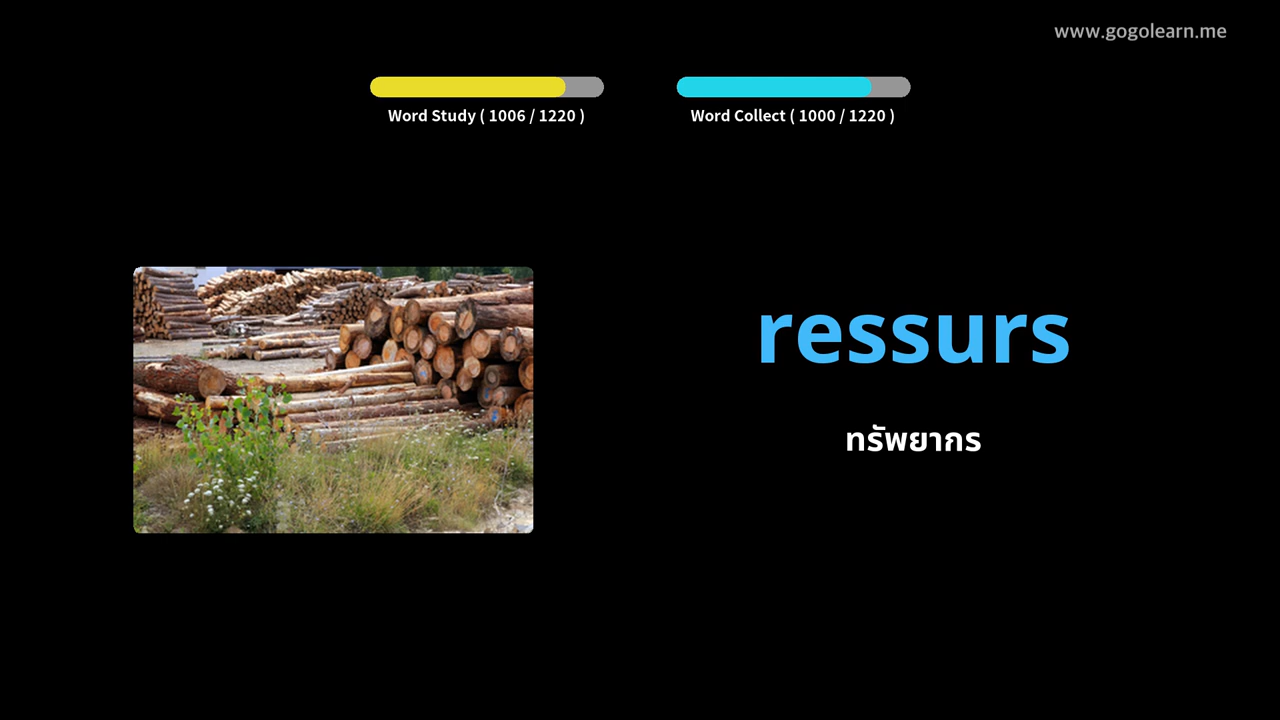 www.gogolearn.me
Word Study ( 1006 / 1220 )
Word Collect ( 1000 / 1220 )
ressurs
ทรัพยากร